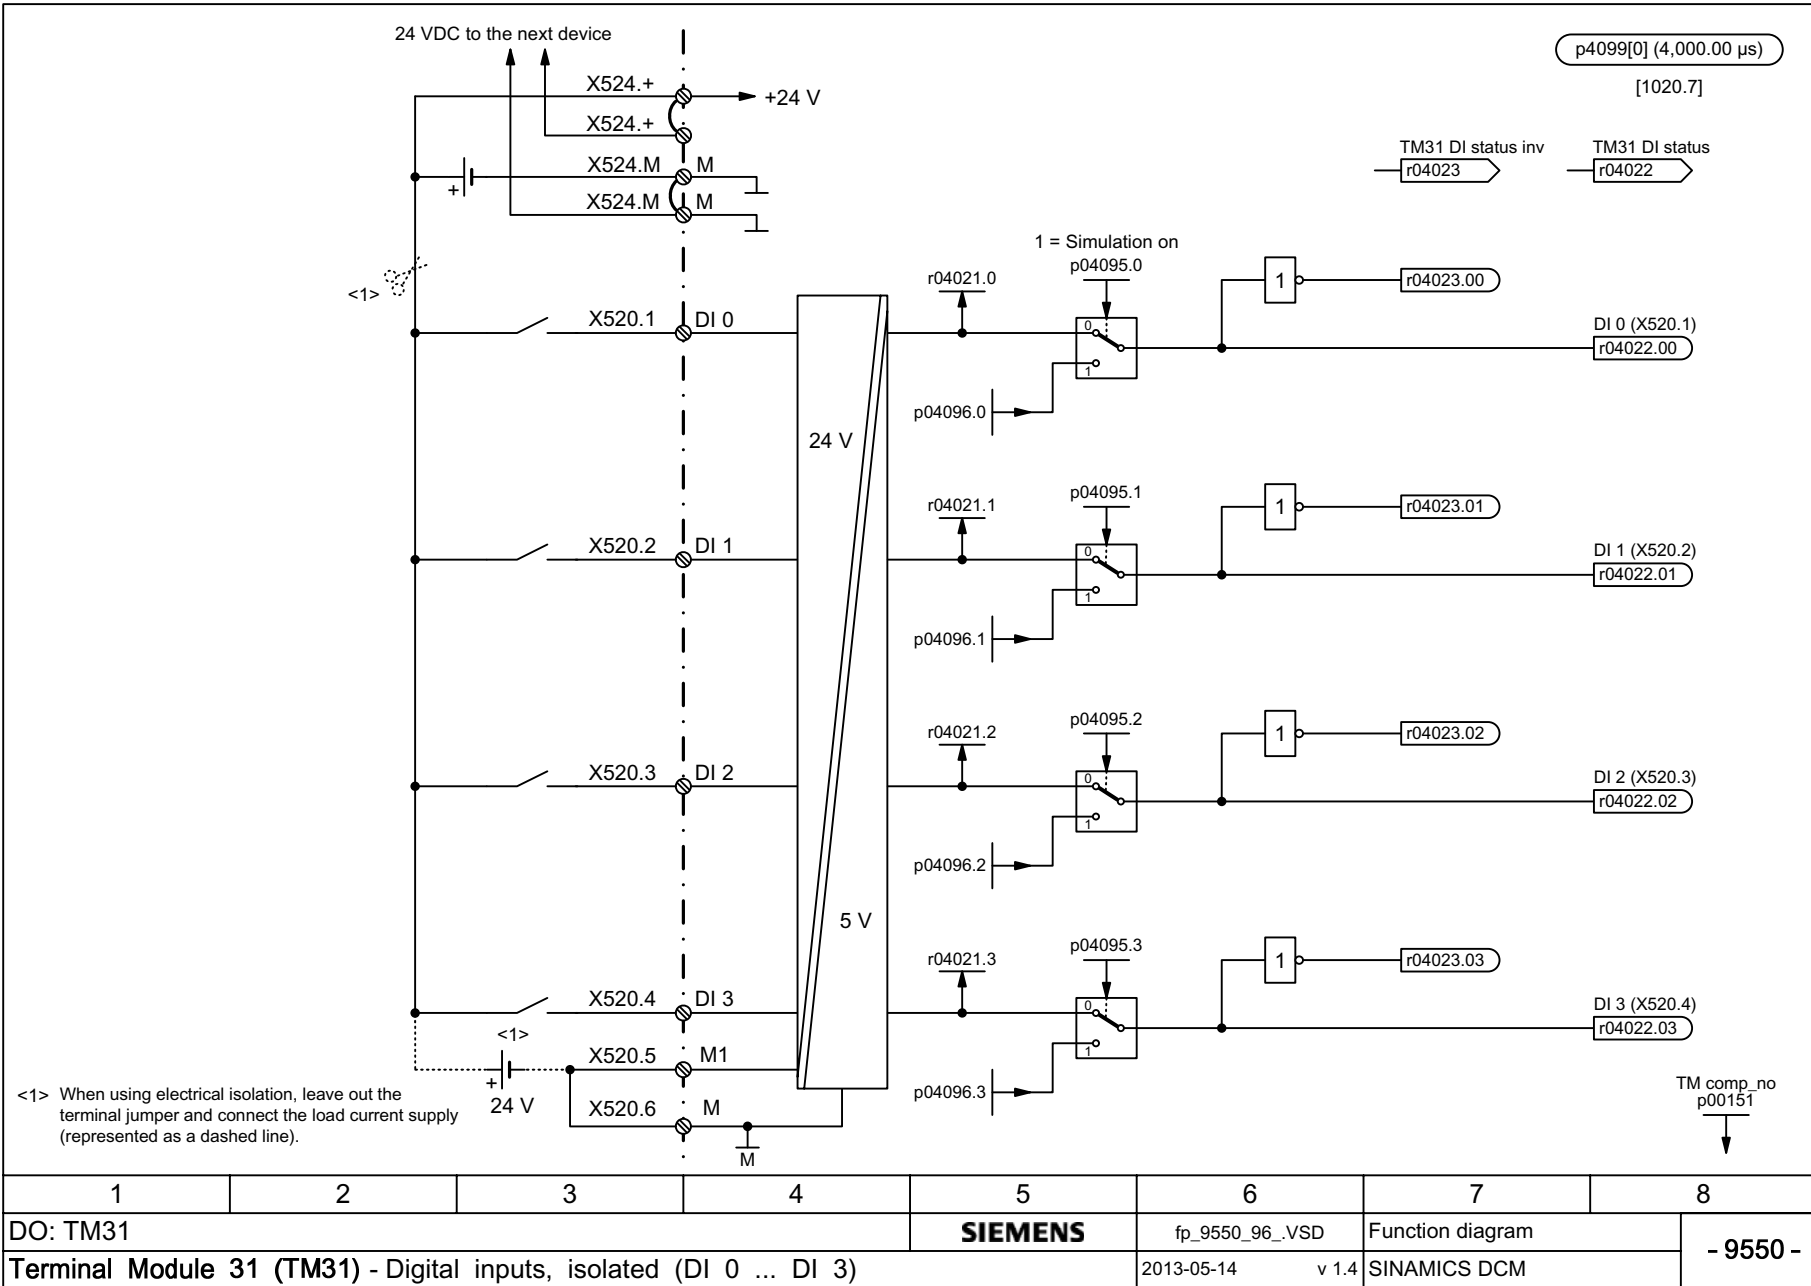 24 VDC to the next device
p4099[0] (4,000.00 µs)
[1020.7]
X524.+
+24 V
X524.+
TM31 DI status inv
r04023
TM31 DI status
r04022
X524.M
M
+
X524.M
M
1 = Simulation on
<1>
r04021.0
p04095.0
1
r04023.00
X520.1
DI 0
0
1
DI 0 (X520.1)
r04022.00
p04096.0
24 V
r04021.1
p04095.1
1
r04023.01
X520.2
DI 1
0
1
DI 1 (X520.2)
r04022.01
p04096.1
r04021.2
p04095.2
1
r04023.02
X520.3
DI 2
0
1
DI 2 (X520.3)
r04022.02
p04096.2
5 V
r04021.3
p04095.3
1
r04023.03
X520.4
DI 3
0
1
DI 3 (X520.4)
r04022.03
p04096.3
<1>
X520.5
M1
+
24 V
X520.6
M
M
TM comp_no
p00151
<1> When using electrical isolation, leave out the
terminal jumper and connect the load current supply
(represented as a dashed line).
1 2 3 4 5 6 7 8
DO: TM31
SIEMENS
fp_9550_96_.VSD
Function diagram
- 9550 -
Terminal Module 31 (TM31) - Digital inputs, isolated (DI 0 ... DI 3)
2013-05-14 v 1.4
SINAMICS DCM